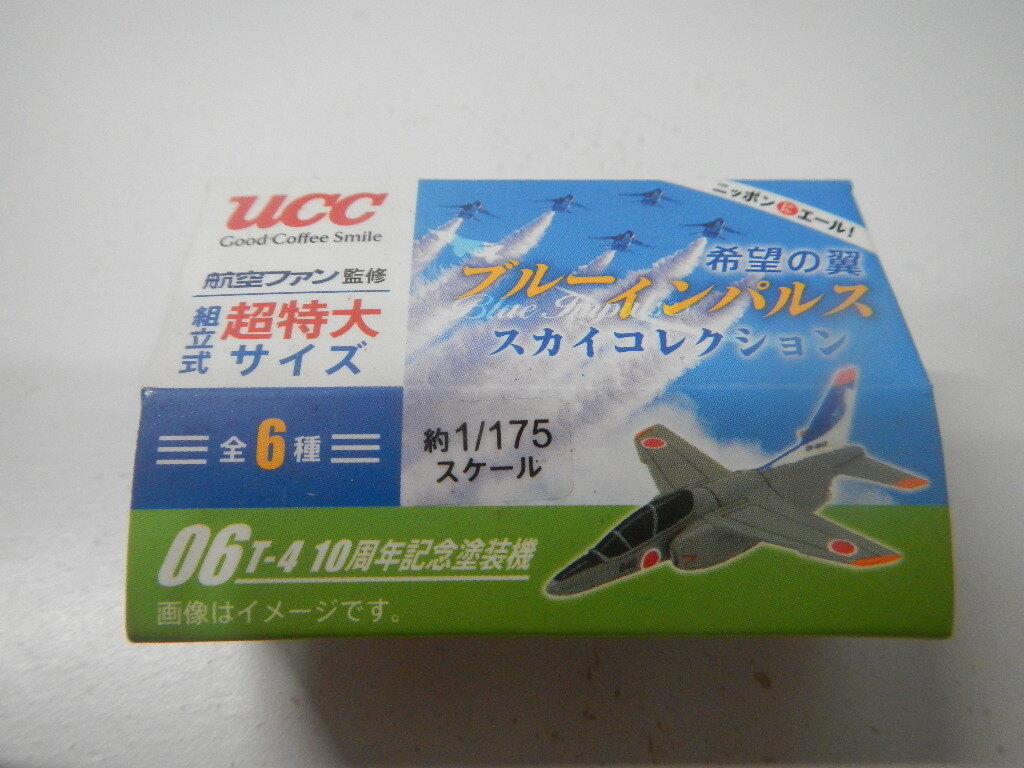 UCC
Good Coffee Smile
航空ファン 監修
組立式
超特大
サイズ
全6種
ニッポンにエール!
希望の翼
ブルーインパルス
Blue Impulse
スカイコレクション
約1/175
スケール
06 T-4 10周年記念塗装機
画像はイメージです。